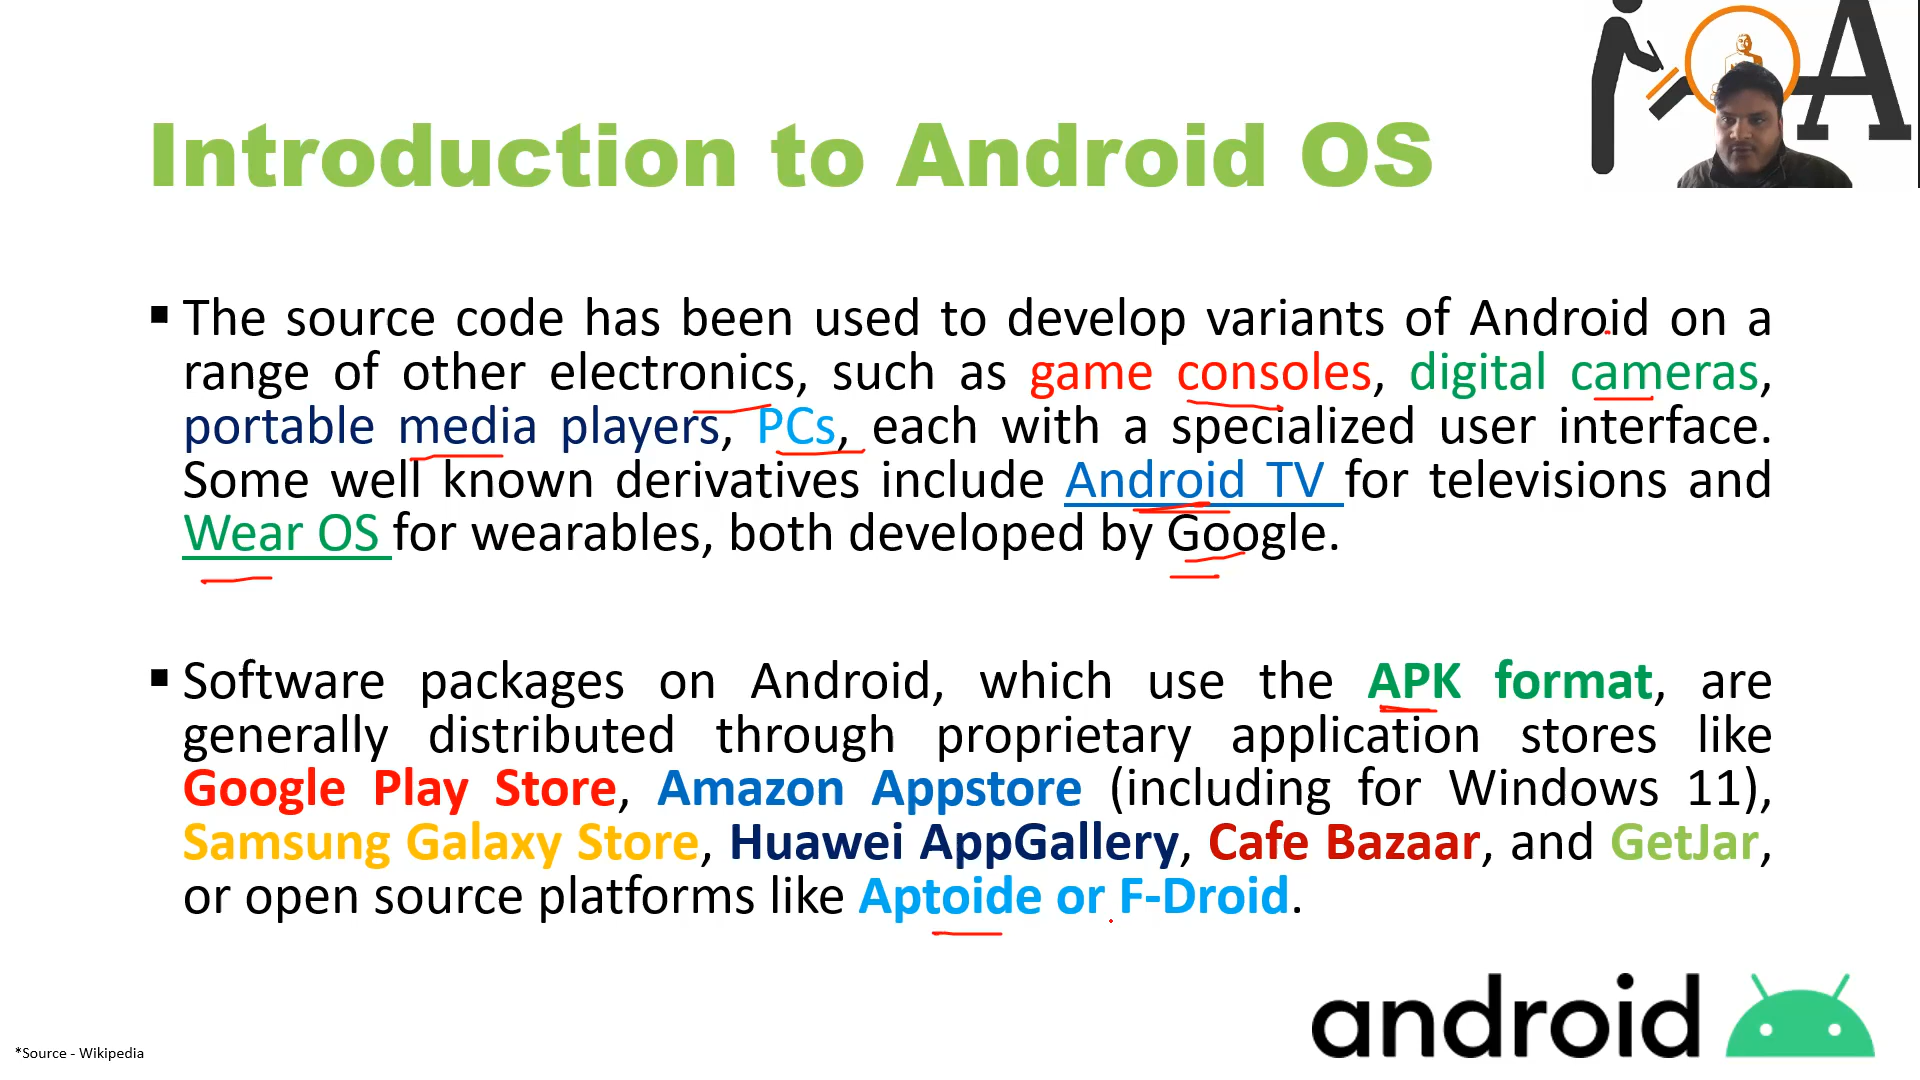 A
Introduction to Android OS
▪ The source code has been used to develop variants of Android on a
range of other electronics, such as game consoles, digital cameras,
portable media players, PCs, each with a specialized user interface.
Some well known derivatives include Android TV for televisions and
Wear OS for wearables, both developed by Google.
▪ Software packages on Android, which use the APK format, are
generally distributed through proprietary application stores like
Google Play Store, Amazon Appstore (including for Windows 11),
Samsung Galaxy Store, Huawei AppGallery, Cafe Bazaar, and GetJar,
or open source platforms like Aptoide or F-Droid.
android
*Source - Wikipedia